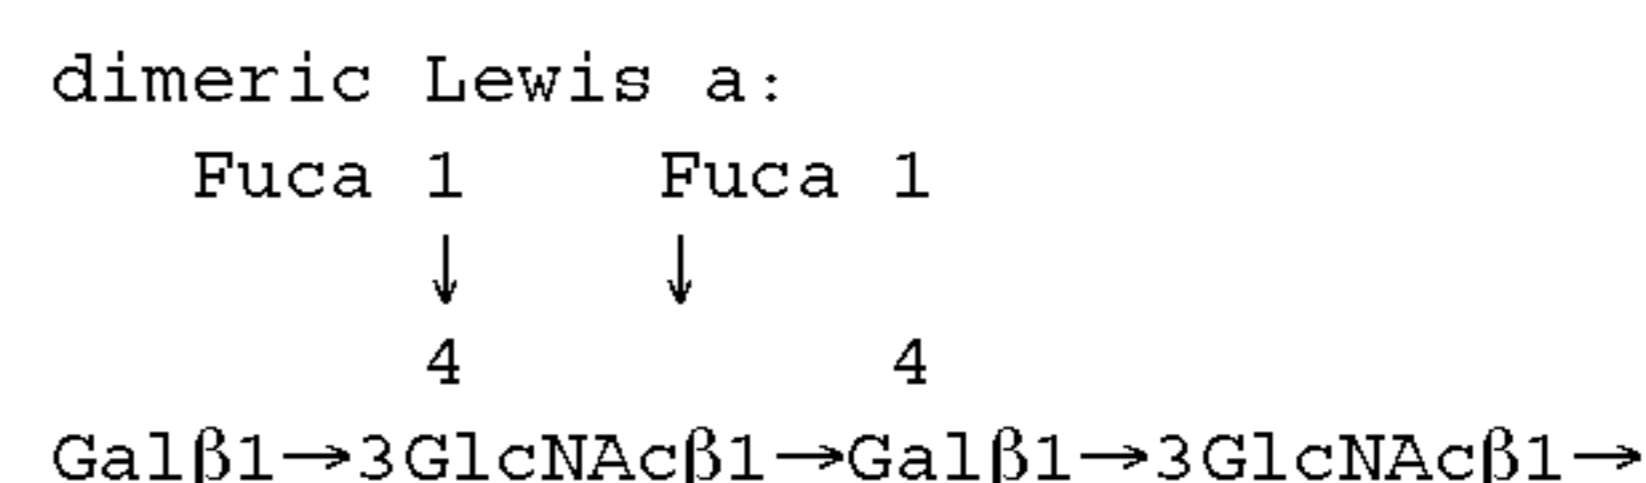 dimeric Lewis a:
Fuca 1 Fuca 1
↓ ↓
4 4
Galβ1→3GlcNAcβ1→Galβ1→3GlcNAcβ1→